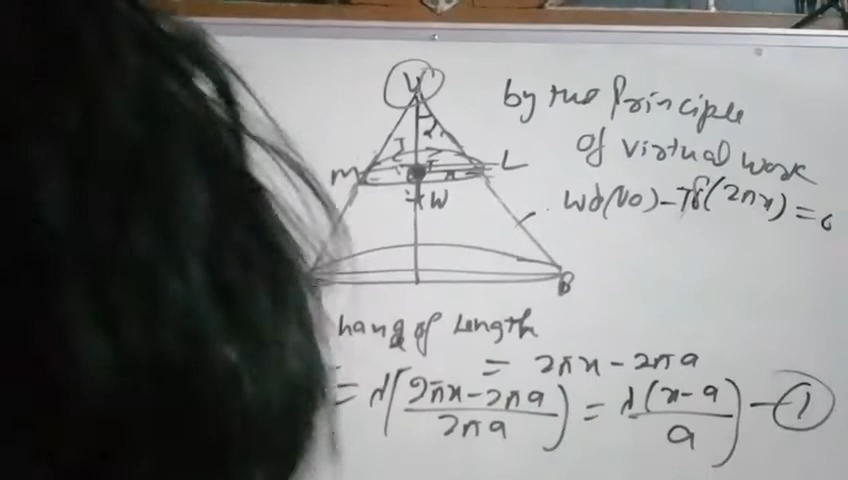 V
by the Principle
of virtual work
Wδ(VO) - Tδ(2πx) = 0
α
T
M
L
W
B
hang of Length
= 2πx - 2πa
= λ(2πx - 2πa / 2πa) = λ(x - a / a) - 1